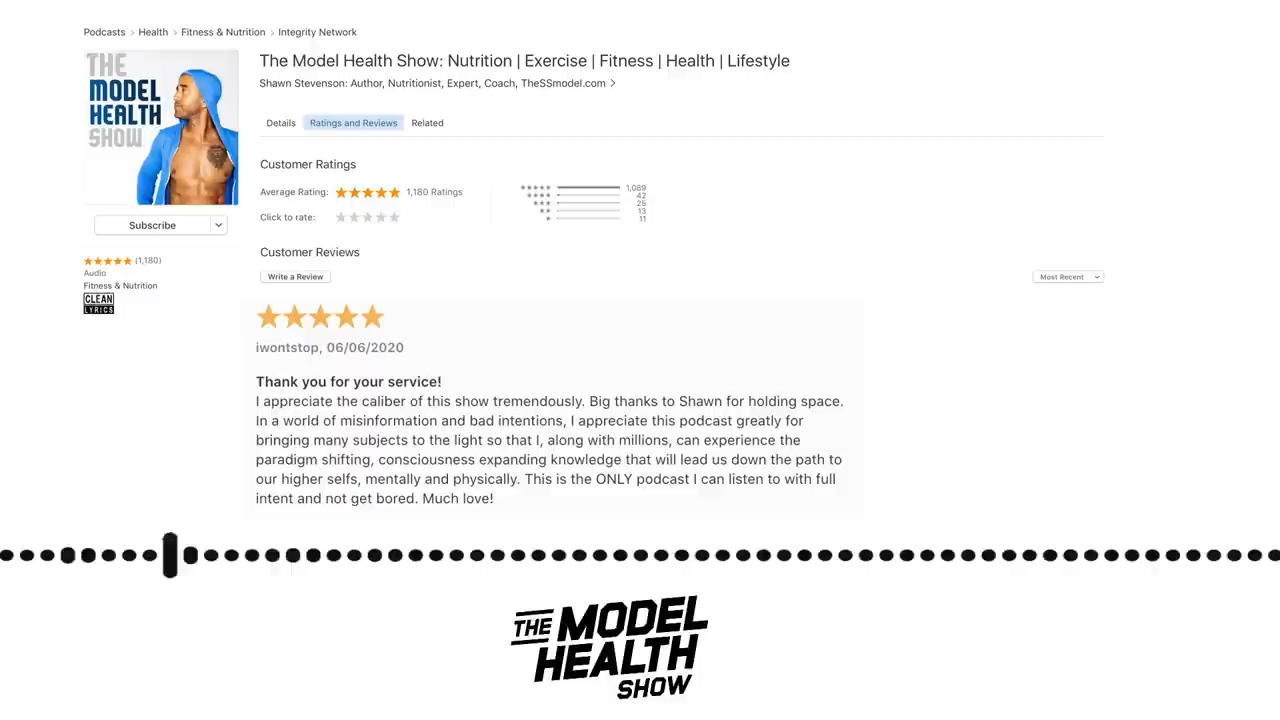 Podcasts > Health > Fitness & Nutrition > Integrity Network
THE
MODEL
HEALTH
SHOW
The Model Health Show: Nutrition | Exercise | Fitness | Health | Lifestyle
Shawn Stevenson: Author, Nutritionist, Expert, Coach, TheSSmodel.com >
Details Ratings and Reviews Related
Customer Ratings
Average Rating: ★★★★★ 1,180 Ratings
Click to rate: ★★★★★
★★★★★ 1,089
★★★★ 42
★★★ 25
★★ 13
★ 11
Subscribe
★★★★★ (1,180)
Audio
Fitness & Nutrition
CLEAN
LYRICS
Customer Reviews
Write a Review
Most Recent
★★★★★
iwontstop, 06/06/2020
Thank you for your service!
I appreciate the caliber of this show tremendously. Big thanks to Shawn for holding space.
In a world of misinformation and bad intentions, I appreciate this podcast greatly for
bringing many subjects to the light so that I, along with millions, can experience the
paradigm shifting, consciousness expanding knowledge that will lead us down the path to
our higher selfs, mentally and physically. This is the ONLY podcast I can listen to with full
intent and not get bored. Much love!
THE MODEL
HEALTH
SHOW